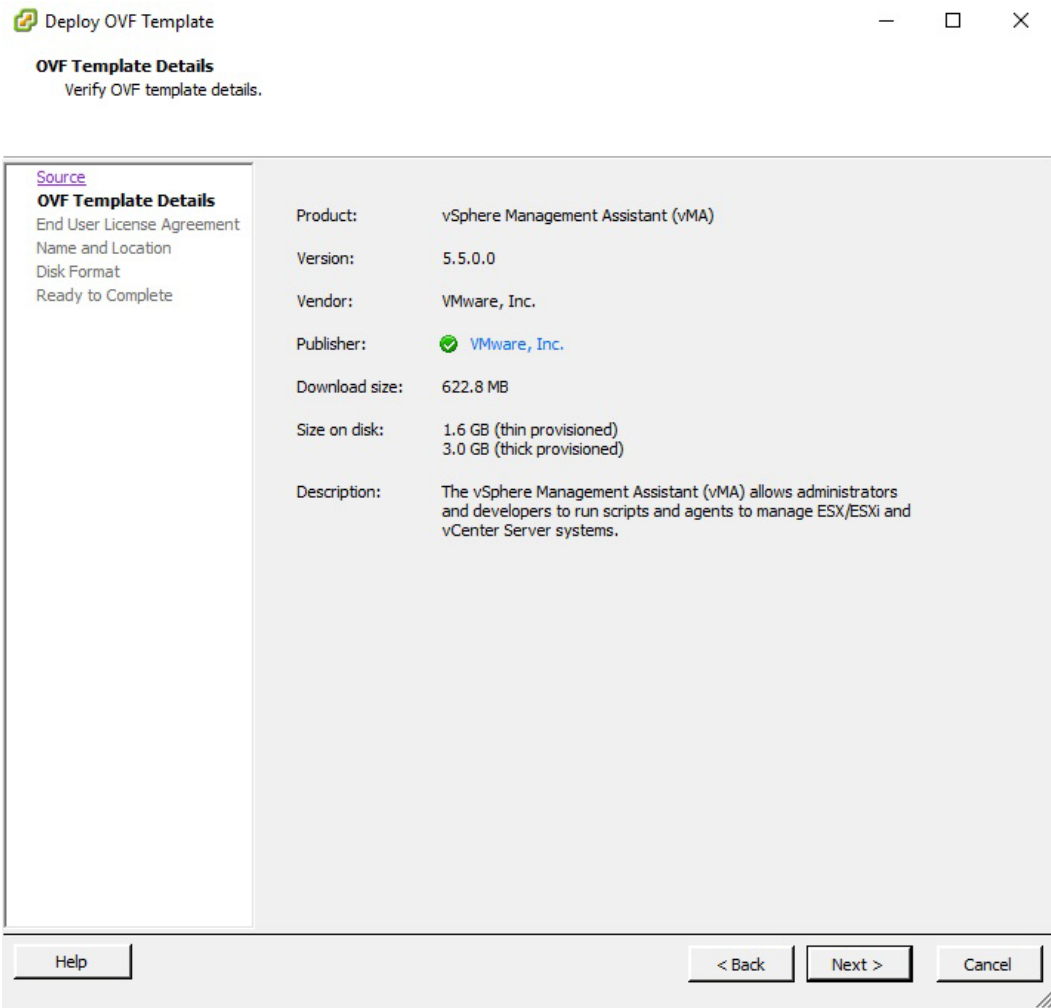 Deploy OVF Template
OVF Template Details
Verify OVF template details.
Source
OVF Template Details
End User License Agreement
Name and Location
Disk Format
Ready to Complete
Product: vSphere Management Assistant (vMA)
Version: 5.5.0.0
Vendor: VMware, Inc.
Publisher: VMware, Inc.
Download size: 622.8 MB
Size on disk: 1.6 GB (thin provisioned)
3.0 GB (thick provisioned)
Description: The vSphere Management Assistant (vMA) allows administrators
and developers to run scripts and agents to manage ESX/ESXi and
vCenter Server systems.
Help < Back Next > Cancel